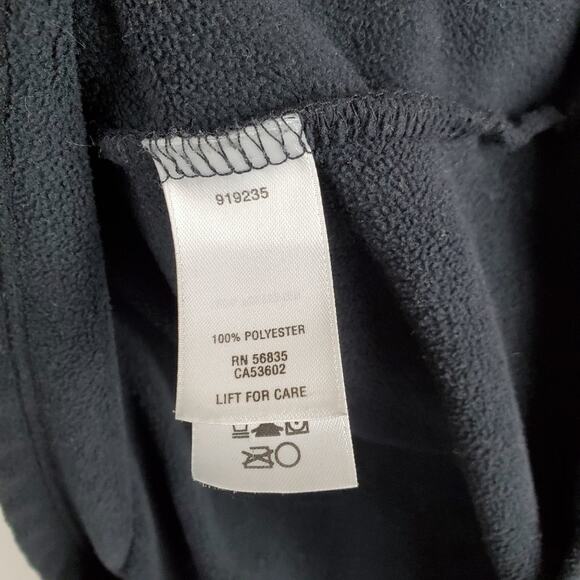 919235
100% POLYESTER
RN 56835
CA53602
LIFT FOR CARE